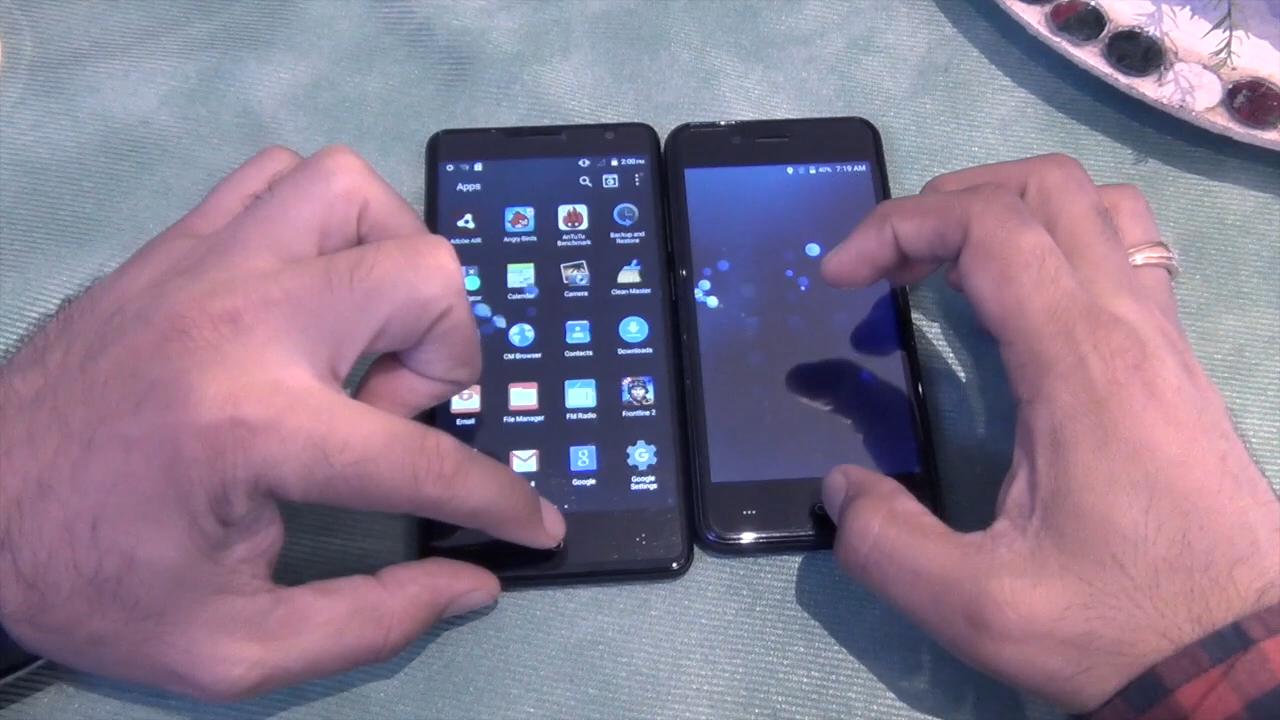 2:00 PM
Apps
Adobe AIR
Angry Birds
AnTuTu
Benchmark
Backup and
Restore
Calendar
Camera
Clean Master
CM Browser
Contacts
Downloads
Email
File Manager
FM Radio
Frontline 2
Google
Google
Settings
40% 7:19 AM